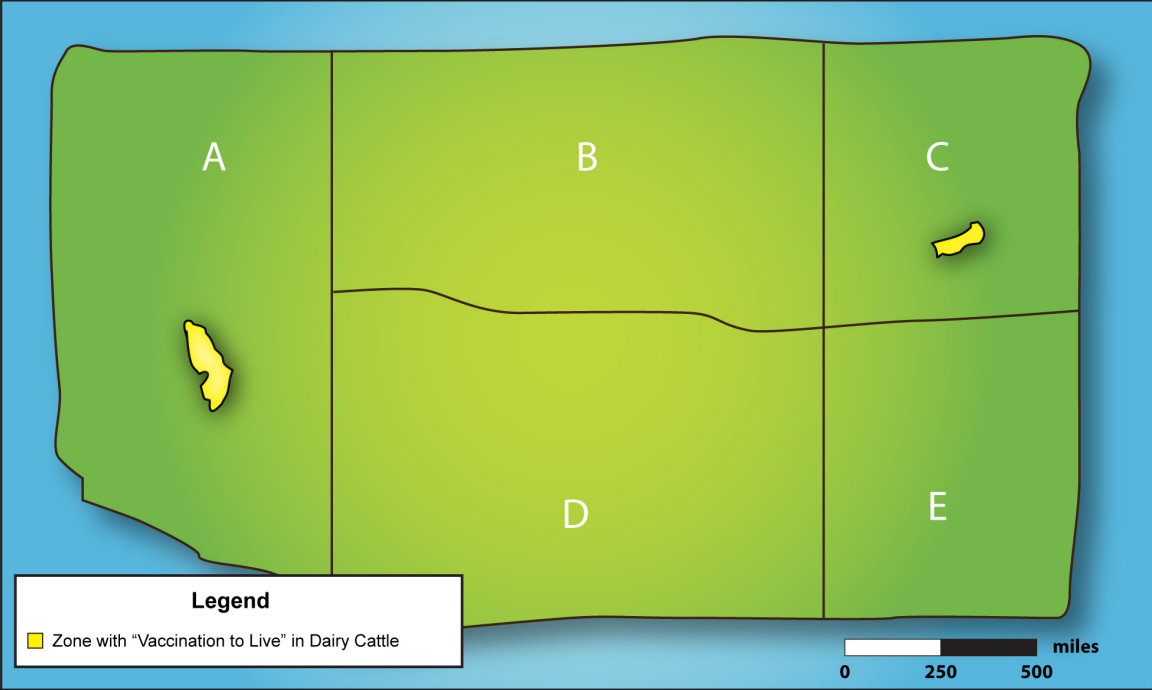 A
B
C
D
E
Legend
Zone with “Vaccination to Live” in Dairy Cattle
miles
0 250 500